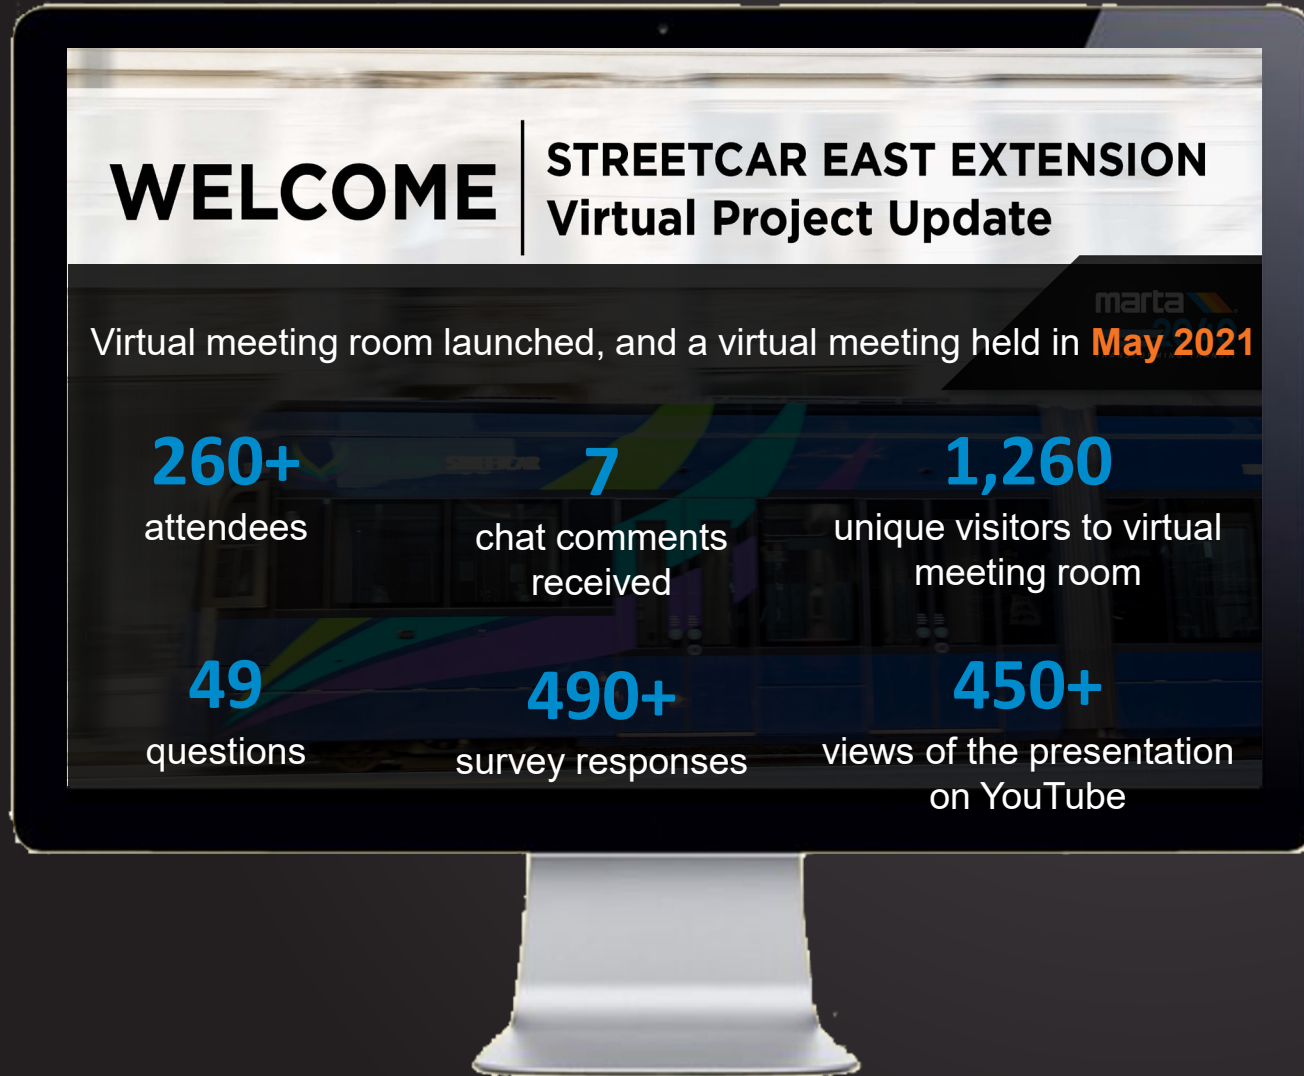 WELCOME
STREETCAR EAST EXTENSION
Virtual Project Update
marta
Virtual meeting room launched, and a virtual meeting held in May 2021
260+
attendees
7
chat comments
received
1,260
unique visitors to virtual
meeting room
49
questions
490+
survey responses
450+
views of the presentation
on YouTube